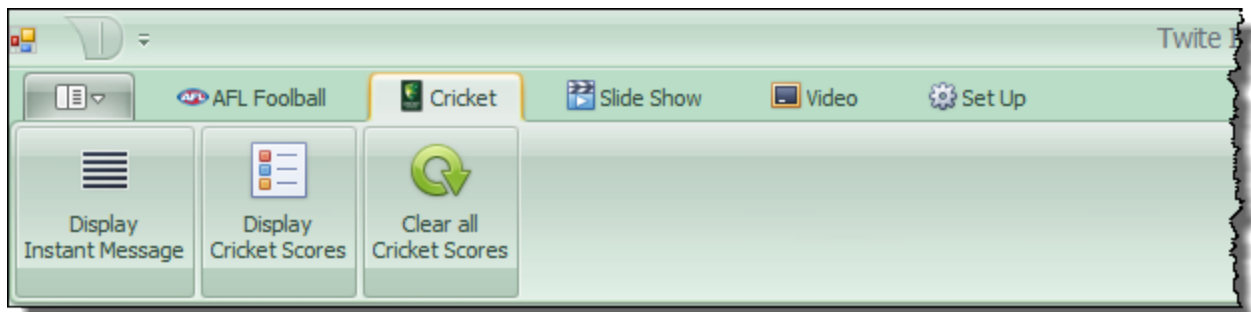 Twite
AFL Foolball
Cricket
Slide Show
Video
Set Up
Display
Instant Message
Display
Cricket Scores
Clear all
Cricket Scores